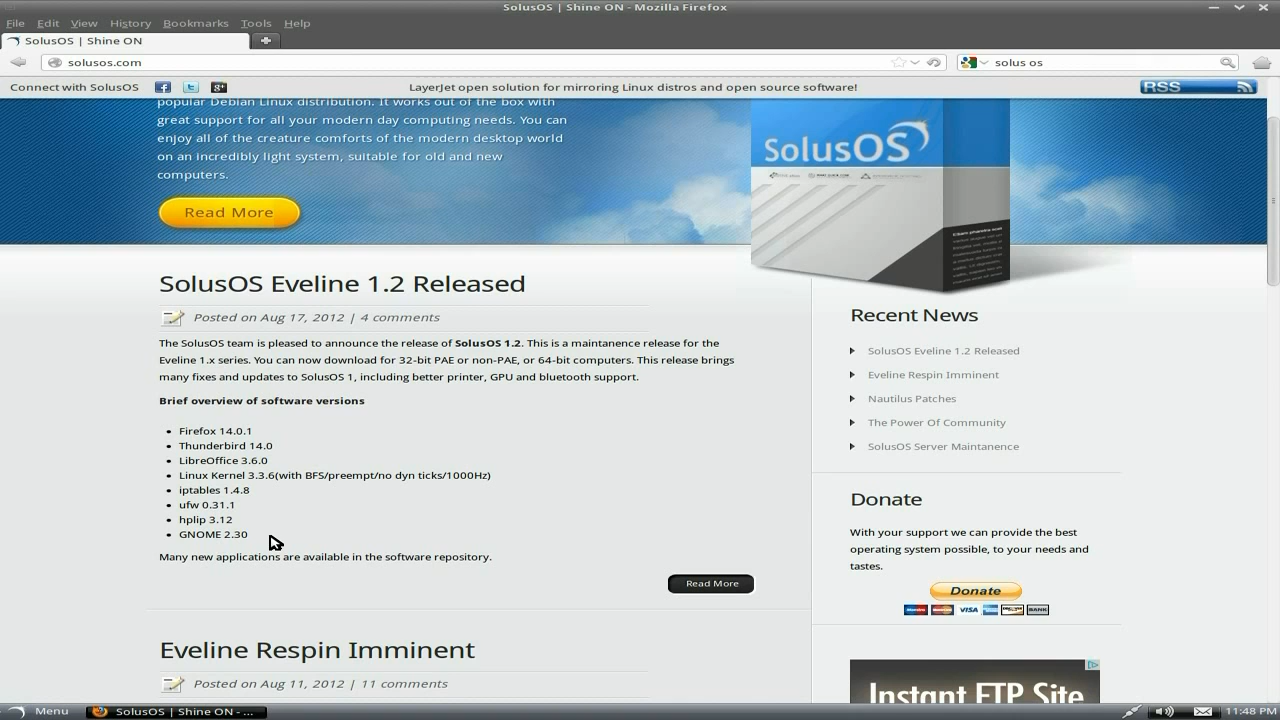 SolusOS | Shine ON - Mozilla Firefox
File Edit View History Bookmarks Tools Help
SolusOS | Shine ON
solusos.com
solus os
Connect with SolusOS
LayerJet open solution for mirroring Linux distros and open source software!
RSS
popular Debian Linux distribution. It works out of the box with
great support for all your modern day computing needs. You can
enjoy all of the creature comforts of the modern desktop world
on an incredibly light system, suitable for old and new
computers.
Read More
SolusOS
SolusOS Eveline 1.2 Released
Posted on Aug 17, 2012 | 4 comments
The SolusOS team is pleased to announce the release of SolusOS 1.2. This is a maintanence release for the
Eveline 1.x series. You can now download for 32-bit PAE or non-PAE, or 64-bit computers. This release brings
many fixes and updates to SolusOS 1, including better printer, GPU and bluetooth support.
Brief overview of software versions
Firefox 14.0.1
Thunderbird 14.0
LibreOffice 3.6.0
Linux Kernel 3.3.6(with BFS/preempt/no dyn ticks/1000Hz)
iptables 1.4.8
ufw 0.31.1
hplip 3.12
GNOME 2.30
Many new applications are available in the software repository.
Read More
Eveline Respin Imminent
Posted on Aug 11, 2012 | 11 comments
Recent News
SolusOS Eveline 1.2 Released
Eveline Respin Imminent
Nautilus Patches
The Power Of Community
SolusOS Server Maintanence
Donate
With your support we can provide the best
operating system possible, to your needs and
tastes.
Donate
VISA
BANK
Instant FTP Site
Menu
SolusOS | Shine ON - ...
11:48 PM